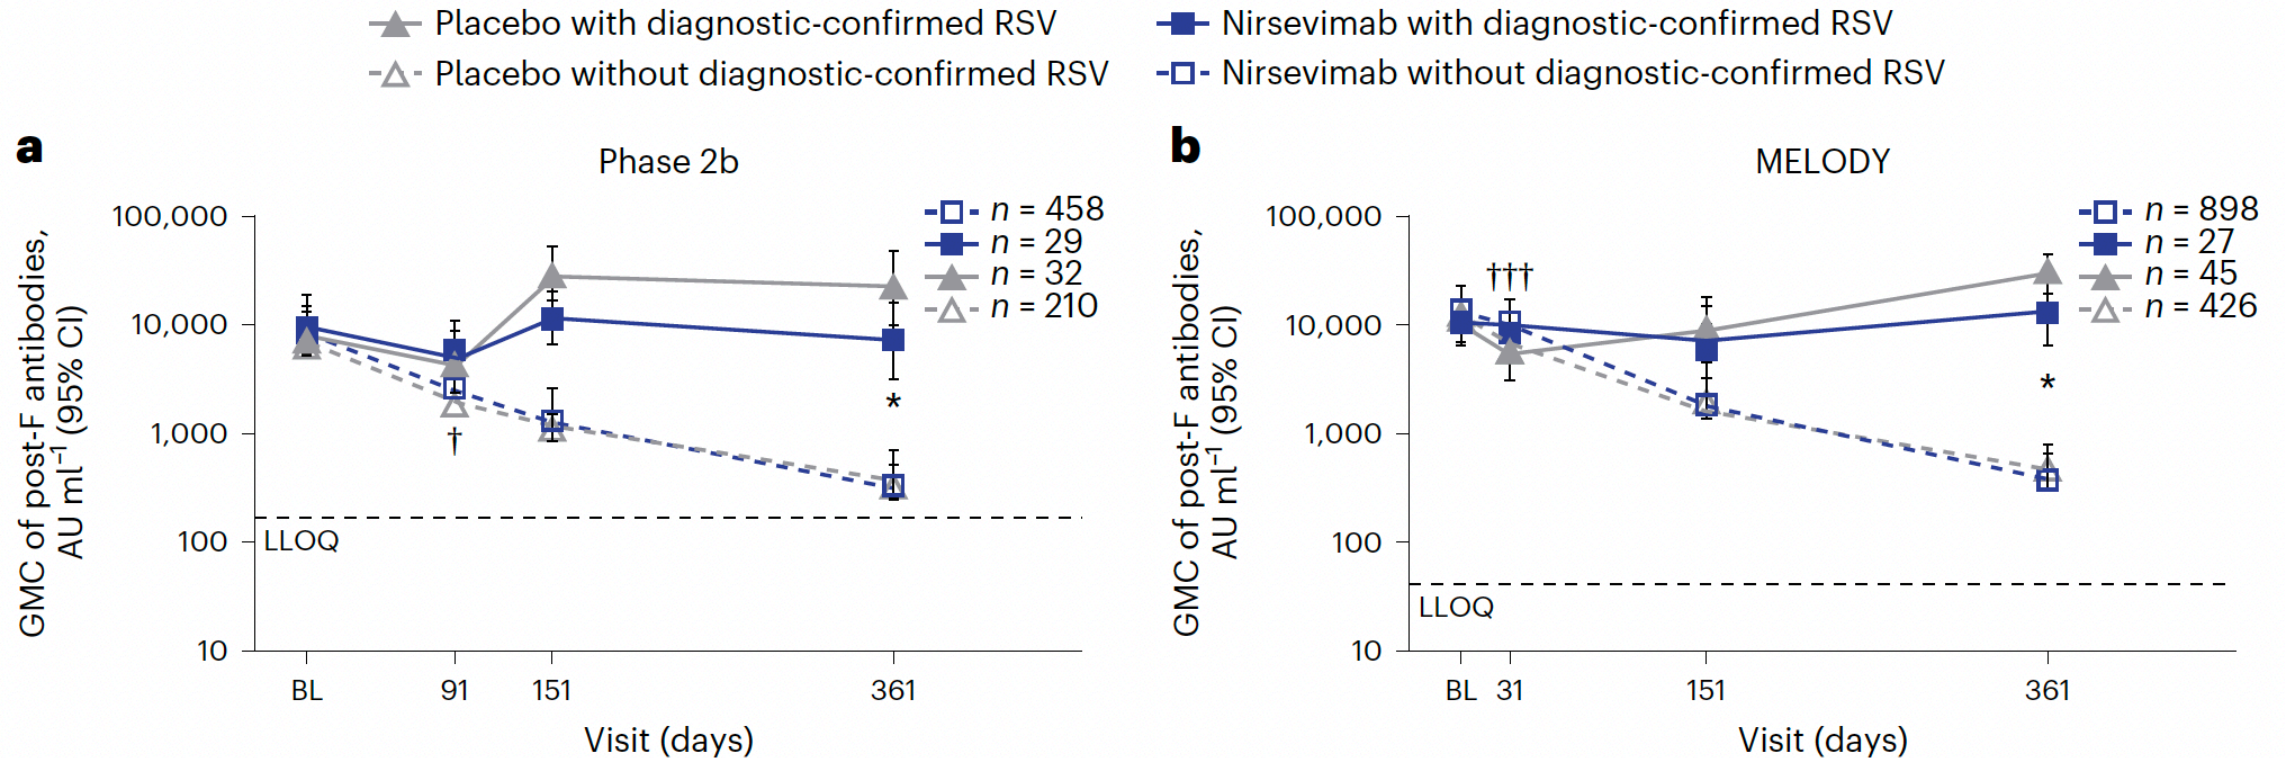 Placebo with diagnostic-confirmed RSV
Nirsevimab with diagnostic-confirmed RSV
Placebo without diagnostic-confirmed RSV
Nirsevimab without diagnostic-confirmed RSV
a
Phase 2b
GMC of post-F antibodies,
AU ml⁻¹ (95% CI)
100,000
10,000
1,000
100
10
n = 458
n = 29
n = 32
n = 210
†
*
LLOQ
BL 91 151 361
Visit (days)
b
MELODY
GMC of post-F antibodies,
AU ml⁻¹ (95% CI)
100,000
10,000
1,000
100
10
n = 898
n = 27
n = 45
n = 426
†††
*
LLOQ
BL 31 151 361
Visit (days)